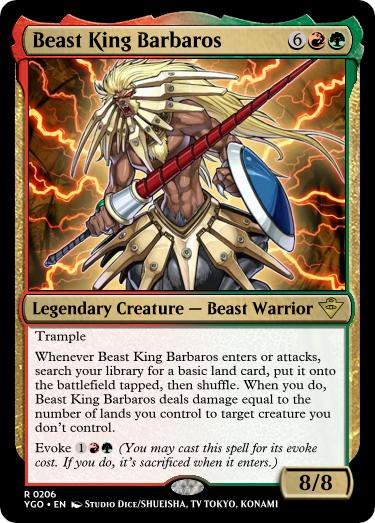 Beast King Barbaros 6
Legendary Creature — Beast Warrior
Trample
Whenever Beast King Barbaros enters or attacks,
search your library for a basic land card, put it onto
the battlefield tapped, then shuffle. When you do,
Beast King Barbaros deals damage equal to the
number of lands you control to target creature you
don't control.
Evoke 1 (You may cast this spell for its evoke
cost. If you do, it's sacrificed when it enters.)
8/8
R 0206
YGO • EN Studio Dice/SHUEISHA, TV TOKYO, KONAMI